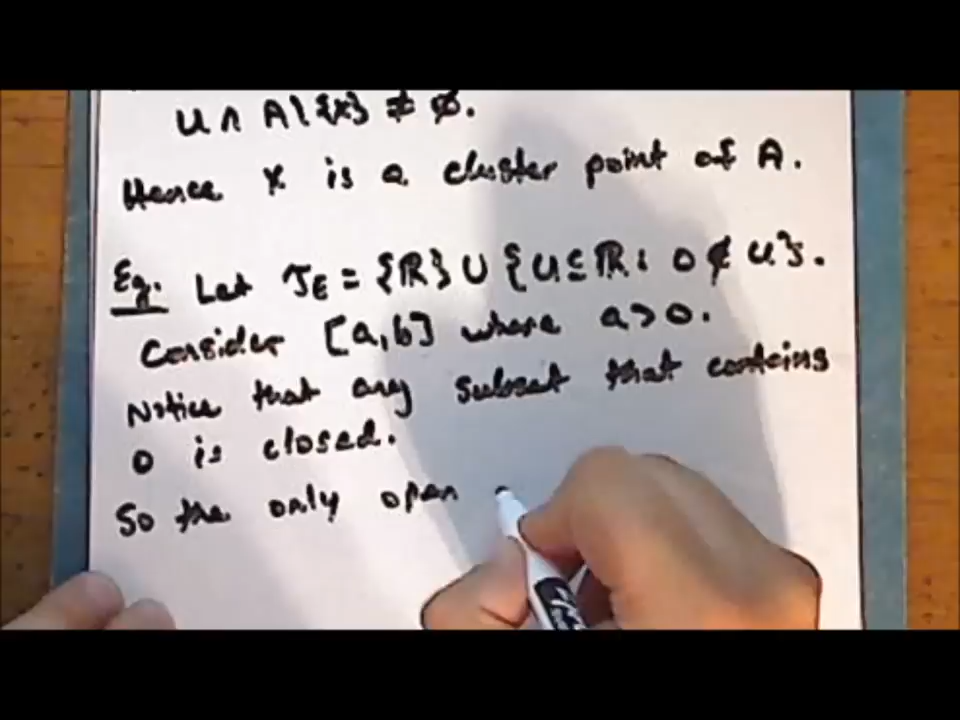 U ∩ A \ {x} ≠ ∅.
Hence x is a cluster point of A.
Eg. Let 𝒯_E = {ℝ} ∪ {U ⊆ ℝ : 0 ∉ U}.
Consider [a,b] where a > 0.
Notice that any subset that contains
0 is closed.
So the only open